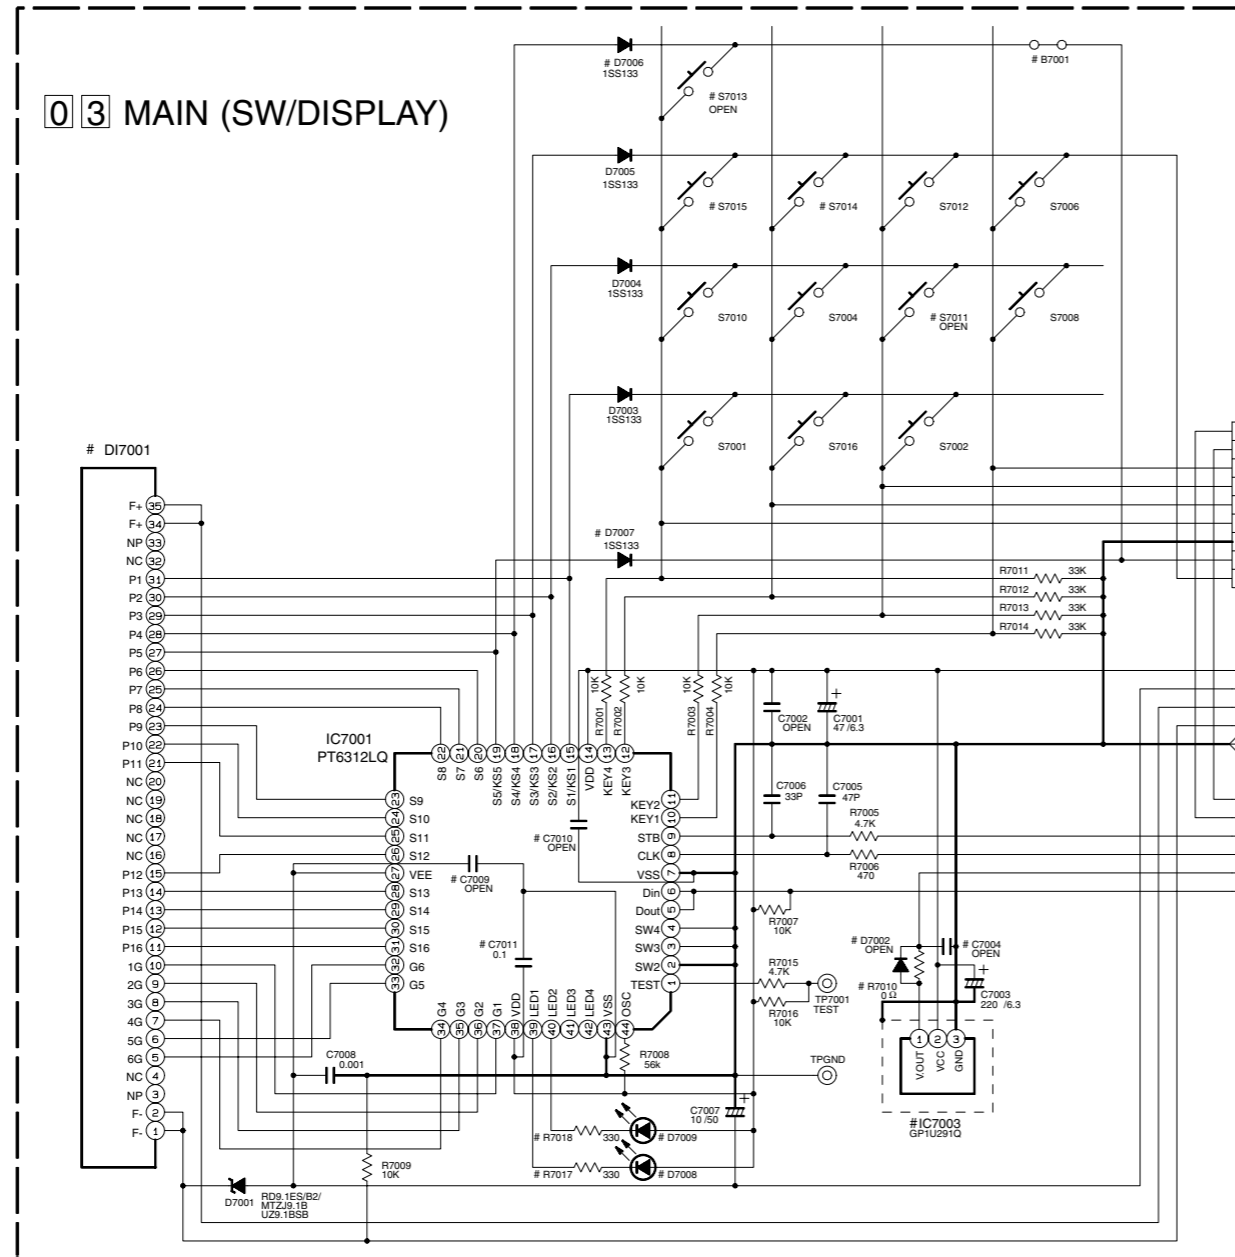 0 3 MAIN (SW/DISPLAY)
# D7006
1SS133
# B7001
# S7013
OPEN
D7005
1SS133
# S7015
# S7014
S7012
S7006
D7004
1SS133
S7010
S7004
# S7011
OPEN
S7008
D7003
1SS133
S7001
S7016
S7002
# DI7001
# D7007
1SS133
R7011 33K
R7012 33K
R7013 33K
R7014 33K
F+ 35
F+ 34
NP 33
NC 32
P1 31
P2 30
P3 29
P4 28
P5 27
P6 26
P7 25
P8 24
P9 23
P10 22
P11 21
NC 20
NC 19
NC 18
NC 17
NC 16
P12 15
P13 14
P14 13
P15 12
P16 11
1G 10
2G 9
3G 8
4G 7
5G 6
6G 5
NC 4
NP 3
F- 2
F- 1
10K
R7001
10K
R7002
10K
R7003
10K
R7004
C7002
OPEN
+
C7001
47 /6.3
IC7001
PT6312LQ
22 S8
21 S7
20 S6
19 S5/KS5
18 S4/KS4
17 S3/KS3
16 S2/KS2
15 S1/KS1
14 VDD
13 KEY4
12 KEY3
23 S9
24 S10
25 S11
26 S12
27 VEE
28 S13
29 S14
30 S15
31 S16
32 G6
33 G5
KEY2 11
KEY1 10
STB 9
CLK 8
VSS 7
Din 6
Dout 5
SW4 4
SW3 3
SW2 2
TEST 1
34 G4
35 G3
36 G2
37 G1
38 VDD
39 LED1
40 LED2
41 LED3
42 LED4
43 VSS
44 OSC
# C7010
OPEN
# C7009
OPEN
# C7011
0.1
C7006
33P
C7005
47P
R7005
4.7K
R7006
470
R7007
10K
R7015
4.7K
R7016
10K
TP7001
TEST
# D7002
OPEN
# C7004
OPEN
# R7010
0 Ω
+
C7003
220 /6.3
1 V.OUT
2 VCC
3 GND
#IC7003
GP1U291Q
C7008
0.001
R7008
56k
TPGND
C7007
10 /50
+
# R7018 330 # D7009
# R7017 330 # D7008
R7009
10K
D7001
RD9.1ES/B2/
MTZJ9.1B
UZ9.1BSB